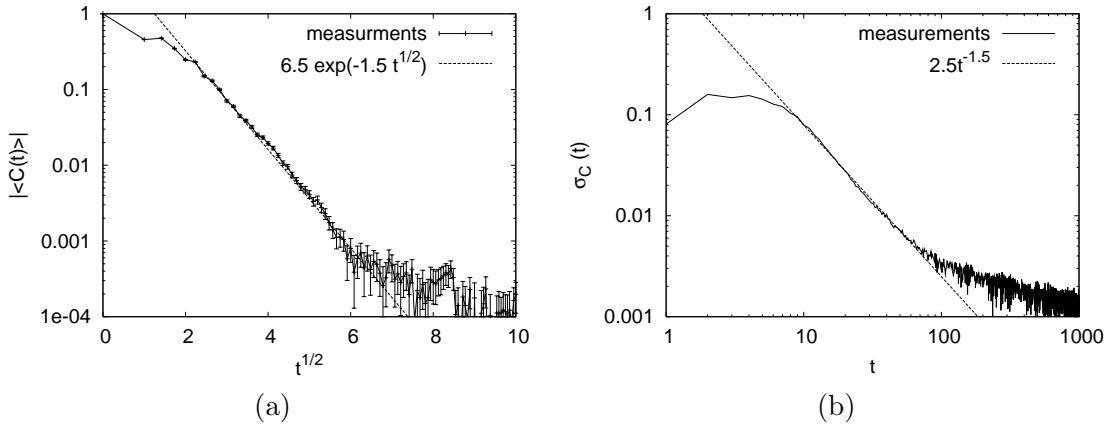 1
0.1
0.01
0.001
1e-04
|<C(t)>|
0 2 4 6 8 10
t^{1/2}
measurments
6.5 exp(-1.5 t^{1/2})
(a)
1
0.1
0.01
0.001
σ_C (t)
1 10 100 1000
t
measurements
2.5t^{-1.5}
(b)